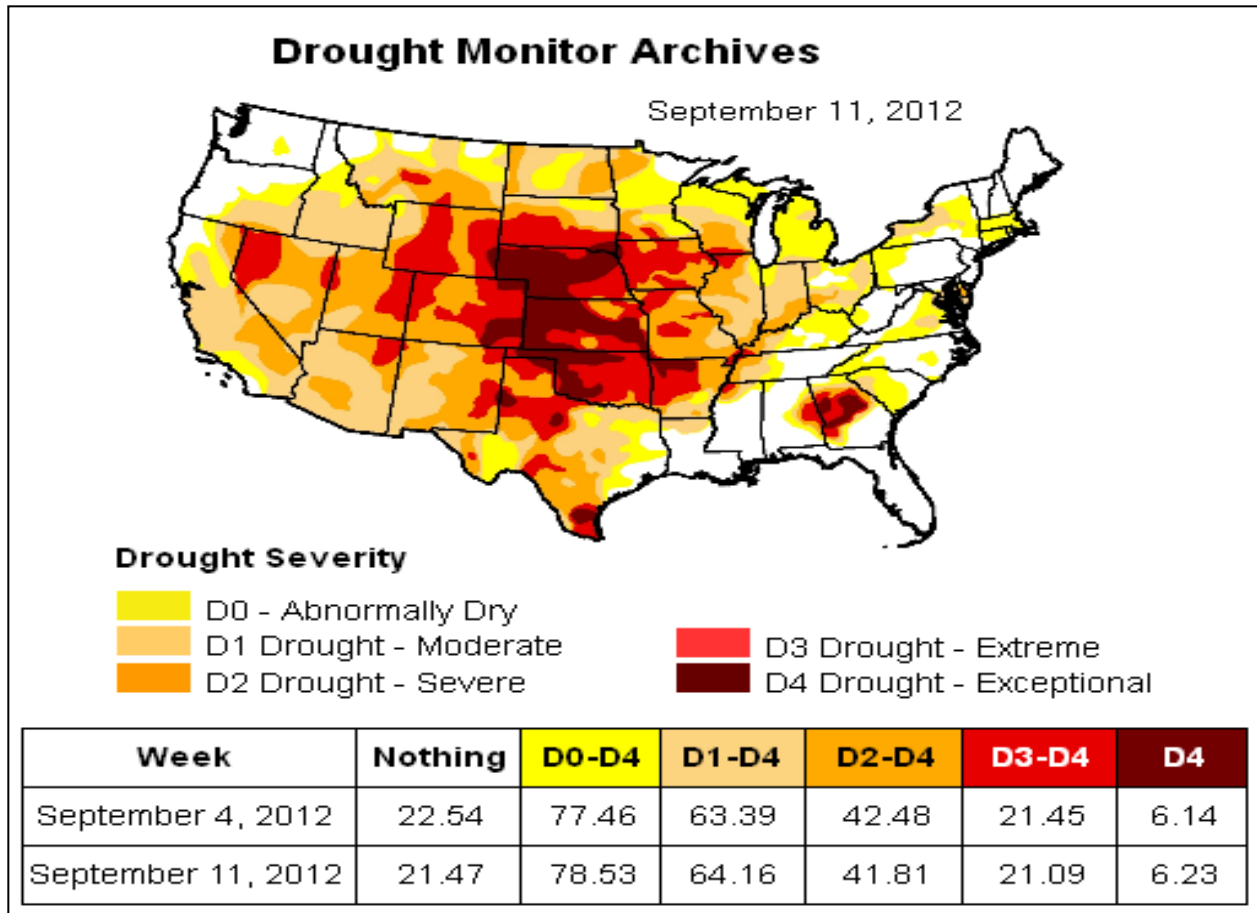 Drought Monitor Archives
September 11, 2012
Drought Severity
D0 - Abnormally Dry
D1 Drought - Moderate
D2 Drought - Severe
D3 Drought - Extreme
D4 Drought - Exceptional
Week Nothing D0-D4 D1-D4 D2-D4 D3-D4 D4
September 4, 2012 22.54 77.46 63.39 42.48 21.45 6.14
September 11, 2012 21.47 78.53 64.16 41.81 21.09 6.23